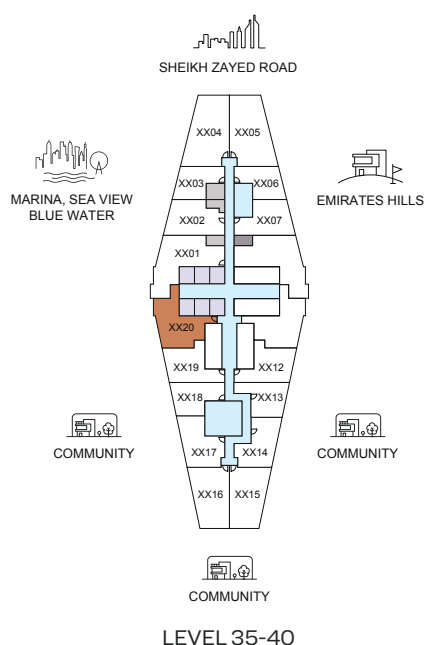 SHEIKH ZAYED ROAD
XX04
XX05
XX03
XX06
MARINA, SEA VIEW
BLUE WATER
EMIRATES HILLS
XX02
XX07
XX01
XX20
XX19
XX12
XX18
XX13
COMMUNITY
COMMUNITY
XX17
XX14
XX16
XX15
COMMUNITY
LEVEL 35-40